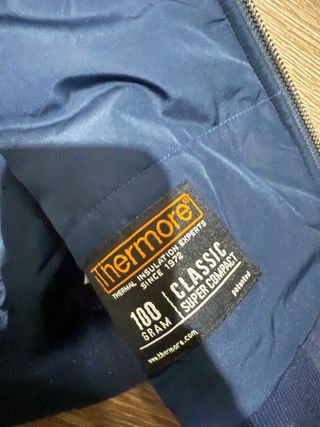 Thermore®
THERMAL INSULATION EXPERTS
SINCE 1972
100
GRAM
CLASSIC
SUPER COMPACT
www.thermore.com
patented